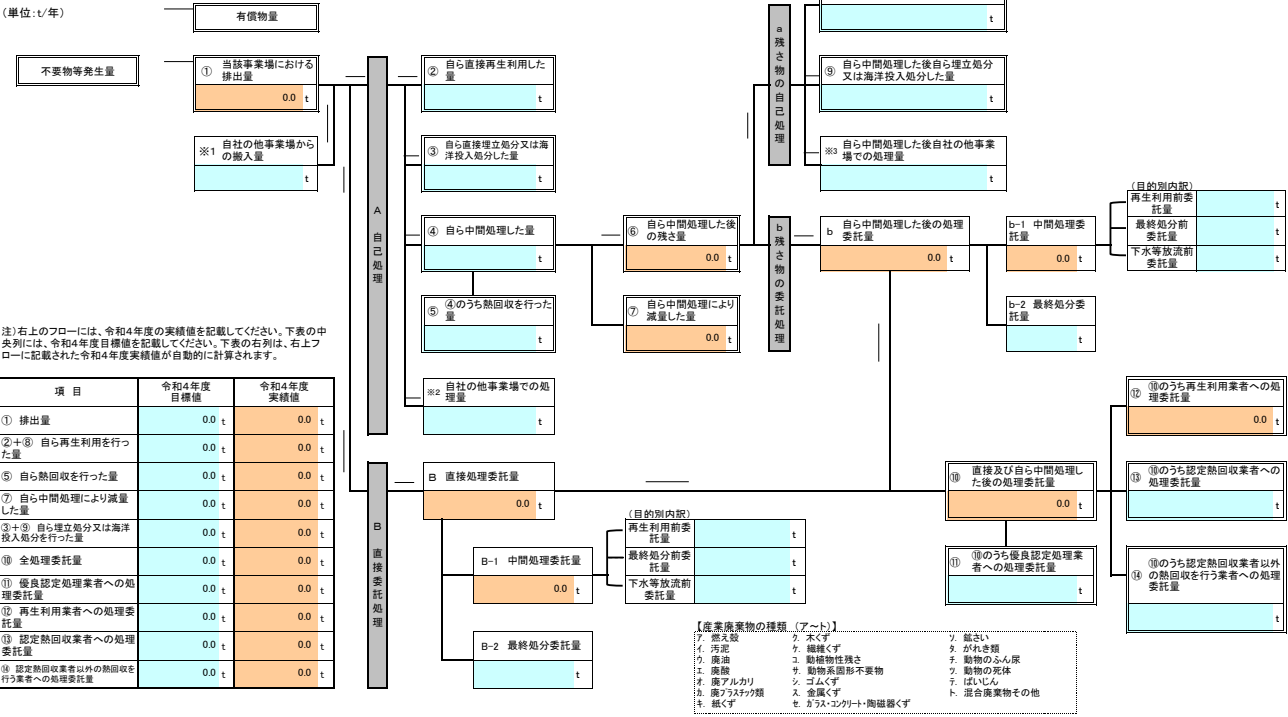 (単位:t/年)
有償物量
t
不要物等発生量
① 当該事業場における
排出量
0.0 t
※1 自社の他事業場から
の搬入量
t
A
自
己
処
理
② 自ら直接再生利用した
量
t
③ 自ら直接埋立処分又は海
洋投入処分した量
t
④ 自ら中間処理した量
t
⑤ ④のうち熱回収を行った
量
t
※2 自社の他事業場での処
理量
t
⑥ 自ら中間処理した後
の残さ量
0.0 t
⑦ 自ら中間処理により
減量した量
0.0 t
a
残
さ
物
の
自
己
処
理
⑨ 自ら中間処理した後自ら埋立処分
又は海洋投入処分した量
t
※3 自ら中間処理した後自社の他事業
場での処理量
t
b
残
さ
物
の
委
託
処
理
b 自ら中間処理した後の処理
委託量
0.0 t
b-1 中間処理委
託量
0.0 t
b-2 最終処分委
託量
t
(目的別内訳)
再生利用前委
託量
t
最終処分前
委託量
t
下水等放流前
委託量
t
注)右上のフローには、令和4年度の実績値を記載してください。下表の中
央列には、令和4年度目標値を記載してください。下表の右列は、右上フ
ローに記載された令和4年度実績値が自動的に計算されます。
項 目 令和4年度
目標値 令和4年度
実績値
① 排出量 0.0 t 0.0 t
②+⑧ 自ら再生利用を行っ
た量 0.0 t 0.0 t
⑤ 自ら熱回収を行った量 0.0 t 0.0 t
⑦ 自ら中間処理により減量
した量 0.0 t 0.0 t
③+⑨ 自ら埋立処分又は海洋
投入処分を行った量 0.0 t 0.0 t
⑩ 全処理委託量 0.0 t 0.0 t
⑪ 優良認定処理業者への処
理委託量 0.0 t 0.0 t
⑫ 再生利用業者への処理委
託量 0.0 t 0.0 t
⑬ 認定熱回収業者への処理
委託量 0.0 t 0.0 t
⑭ 認定熱回収業者以外の熱回収を
行う業者への処理委託量 0.0 t 0.0 t
B
直
接
委
託
処
理
B 直接処理委託量
0.0 t
B-1 中間処理委託量
0.0 t
B-2 最終処分委託量
t
(目的別内訳)
再生利用前委
託量
t
最終処分前委
託量
t
下水等放流前
委託量
t
⑩ 直接及び自ら中間処理し
た後の処理委託量
0.0 t
⑪ ⑩のうち優良認定処理業
者への処理委託量
t
⑫ ⑩のうち再生利用業者への処
理委託量
0.0 t
⑬ ⑩のうち認定熱回収業者への
処理委託量
t
⑭ ⑩のうち認定熱回収業者以外
の熱回収を行う業者への処理
委託量
t
【産業廃棄物の種類 (ア~ト)】
ア. 燃え殻 ク. 木くず ソ. 鉱さい
イ. 汚泥 ケ. 繊維くず タ. がれき類
ウ. 廃油 コ. 動植物性残さ チ. 動物のふん尿
エ. 廃酸 サ. 動物系固形不要物 ツ. 動物の死体
オ. 廃アルカリ シ. ゴムくず テ. ばいじん
カ. 廃プラスチック類 ス. 金属くず ト. 混合廃棄物その他
キ. 紙くず セ. ガラス・コンクリート・陶磁器くず